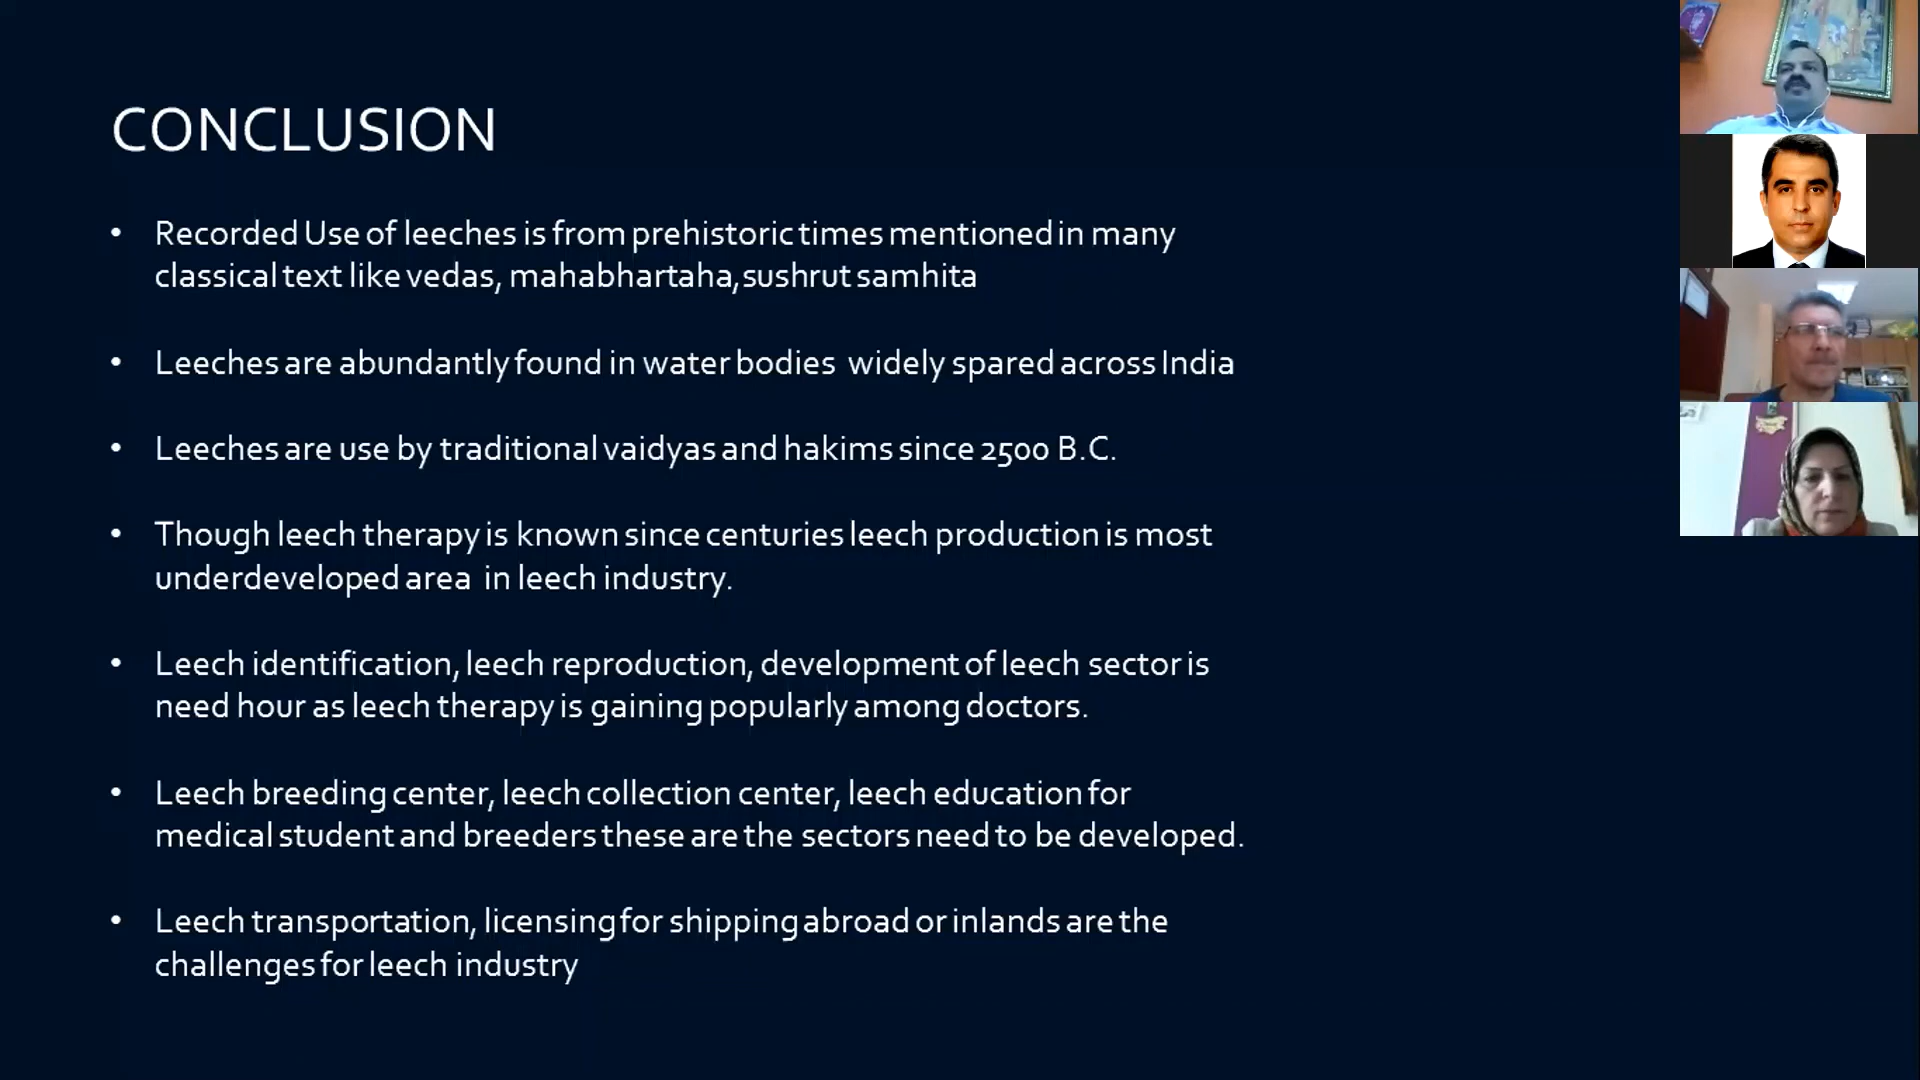 CONCLUSION
• Recorded Use of leeches is from prehistoric times mentioned in many
classical text like vedas, mahabhartaha,sushrut samhita
• Leeches are abundantly found in water bodies widely spared across India
• Leeches are use by traditional vaidyas and hakims since 2500 B.C.
• Though leech therapy is known since centuries leech production is most
underdeveloped area in leech industry.
• Leech identification, leech reproduction, development of leech sector is
need hour as leech therapy is gaining popularly among doctors.
• Leech breeding center, leech collection center, leech education for
medical student and breeders these are the sectors need to be developed.
• Leech transportation, licensing for shipping abroad or inlands are the
challenges for leech industry